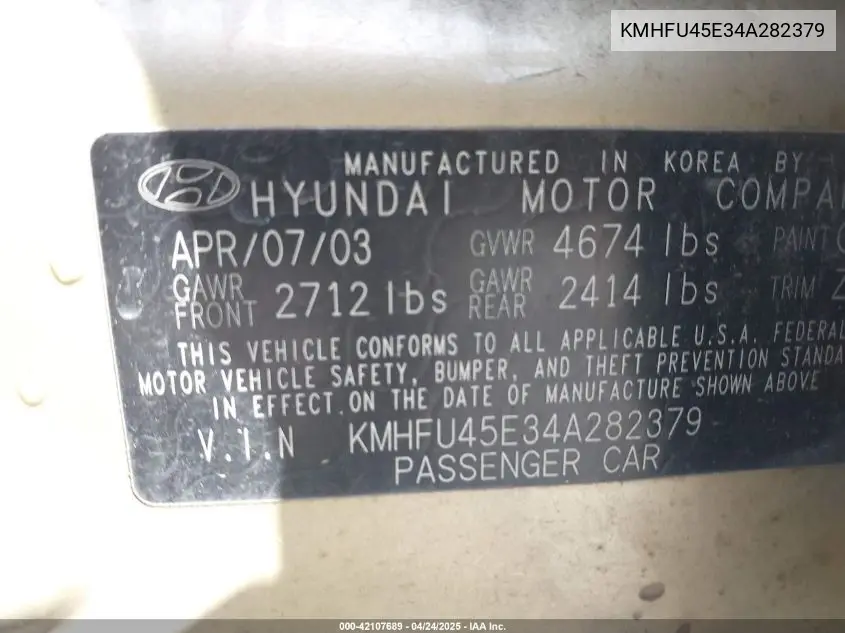 KMHFU45E34A282379
MANUFACTURED IN KOREA BY
HYUNDAI MOTOR
APR/07/03 GVWR 4674 lbs PAINT
GAWR FRONT 2712 lbs GAWR REAR 2414 lbs TRIM
THIS VEHICLE CONFORMS TO ALL APPLICABLE U.S.A. FEDERAL
MOTOR VEHICLE SAFETY, BUMPER, AND THEFT PREVENTION
IN EFFECT ON THE DATE OF MANUFACTURE SHOWN ABOVE
V.I.N KMHFU45E34A282379
PASSENGER CAR
000-42107689 - 04/24/2025 - IAA Inc.